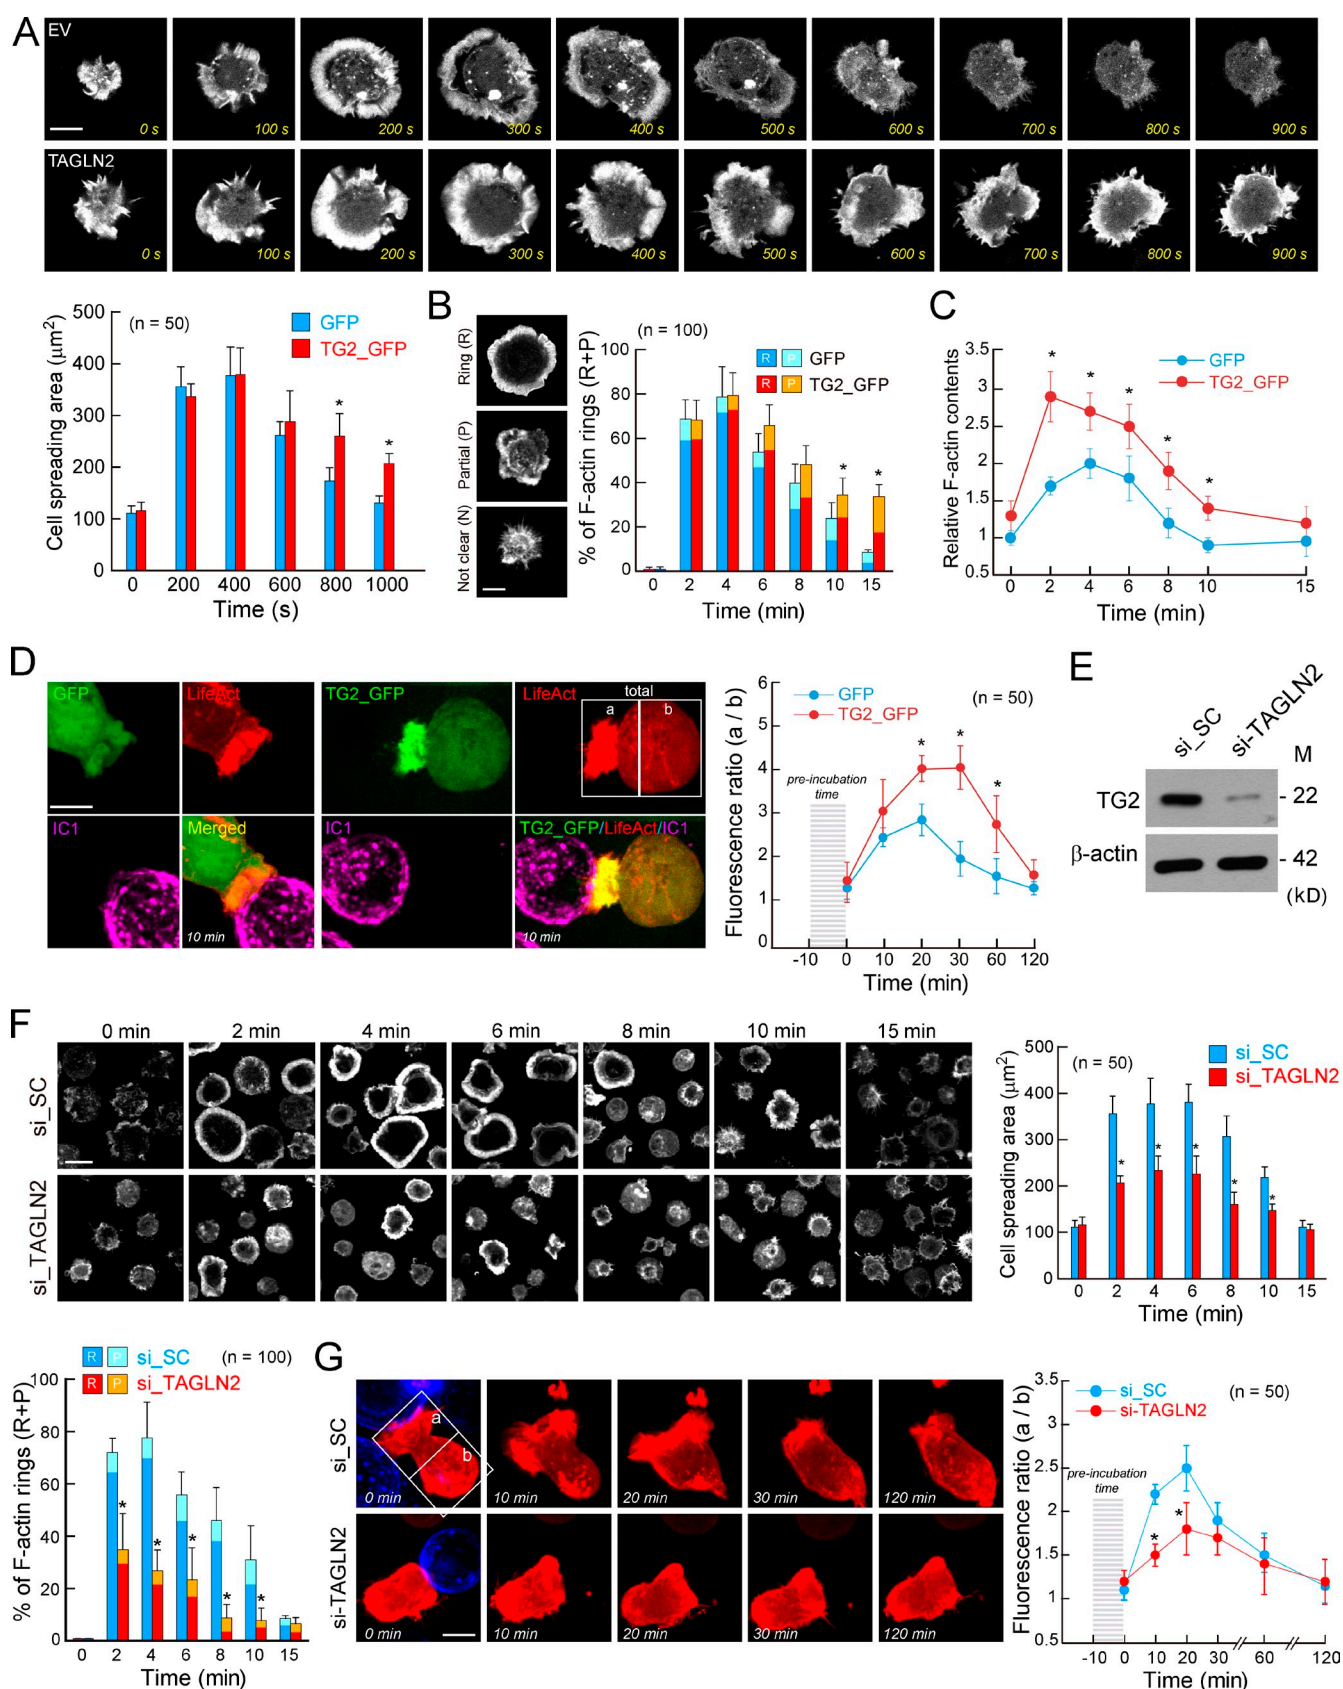 A
EV
0 s
100 s
200 s
300 s
400 s
500 s
600 s
700 s
800 s
900 s
TAGLN2
0 s
100 s
200 s
300 s
400 s
500 s
600 s
700 s
800 s
900 s
Cell spreading area (μm²)
500
400
300
200
100
0
(n = 50)
GFP
TG2_GFP
*
*
0 200 400 600 800 1000
Time (s)
B
Ring (R)
Partial (P)
Not clear (N)
% of F-actin rings (R+P)
100
80
60
40
20
0
(n = 100)
R P GFP
R P TG2_GFP
* *
0 2 4 6 8 10 15
Time (min)
C
Relative F-actin contents
3.5
3
2.5
2
1.5
1
0.5
GFP
TG2_GFP
* * * * *
0 2 4 6 8 10 15
Time (min)
D
GFP
LifeAct
TG2_GFP
LifeAct
total
a
b
IC1
Merged
10 min
IC1
TG2_GFP/LifeAct/IC1
10 min
Fluorescence ratio (a / b)
6
5
4
3
2
1
0
GFP
TG2_GFP
(n = 50)
pre-incubation
time
* * *
-10 0 10 20 30 60 120
Time (min)
E
si_SC
si-TAGLN2
M
TG2
- 22
β-actin
- 42
(kD)
F
0 min
2 min
4 min
6 min
8 min
10 min
15 min
si_SC
si_TAGLN2
Cell spreading area (μm²)
500
400
300
200
100
0
(n = 50)
si_SC
si_TAGLN2
* * * * *
0 2 4 6 8 10 15
Time (min)
% of F-actin rings (R+P)
100
80
60
40
20
0
R P si_SC
R P si_TAGLN2
(n = 100)
* * * * *
0 2 4 6 8 10 15
Time (min)
G
si_SC
a
b
0 min
10 min
20 min
30 min
120 min
si-TAGLN2
0 min
10 min
20 min
30 min
120 min
Fluorescence ratio (a / b)
3.5
3
2.5
2
1.5
1
0.5
si_SC
si-TAGLN2
(n = 50)
pre-incubation
time
* *
-10 0 10 20 30 60 120
Time (min)